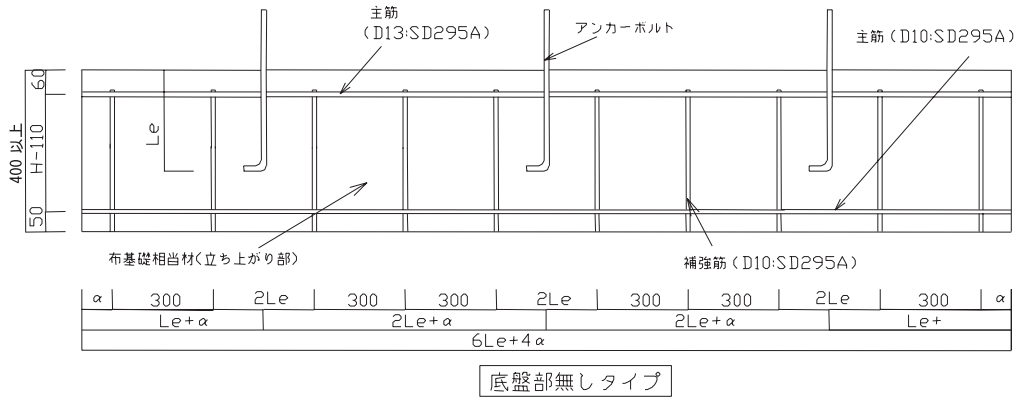 主筋
(D13:SD295A)
アンカーボルト
主筋(D10:SD295A)
60
Le
400以上
H-110
50
布基礎相当材(立ち上がり部)
補強筋(D10:SD295A)
α 300 2Le 300 300 2Le 300 300 2Le 300 α
Le+α 2Le+α 2Le+α Le+
6Le+4α
底盤部無しタイプ